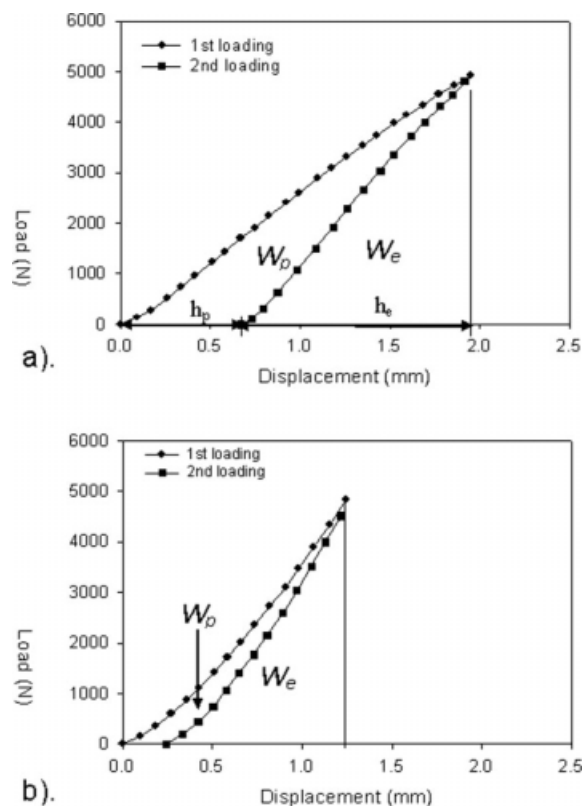 6000
1st loading
2nd loading
5000
4000
3000
2000
1000
0
Load (N)
Wp
We
hp
he
0.0 0.5 1.0 1.5 2.0 2.5
a).
Displacement (mm)
6000
1st loading
2nd loading
5000
4000
3000
2000
1000
0
Load (N)
Wp
We
0.0 0.5 1.0 1.5 2.0 2.5
b).
Displacement (mm)